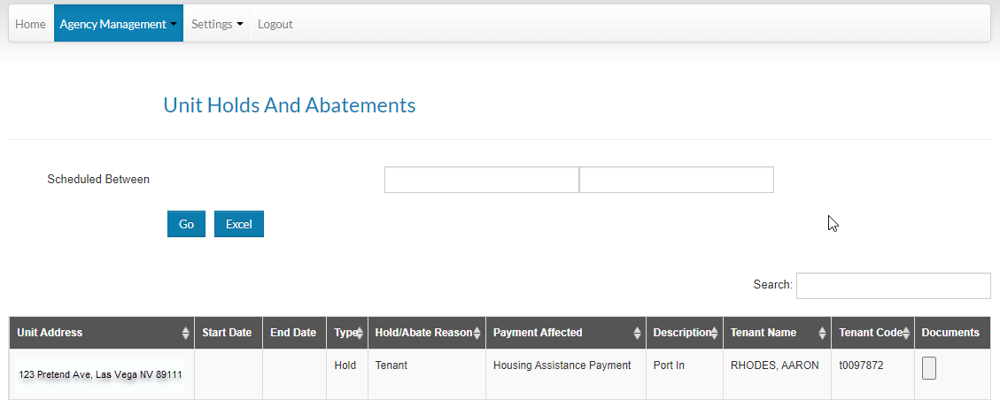 Home Agency Management Settings Logout
Unit Holds And Abatements
Scheduled Between
Go Excel
Search:
Unit Address Start Date End Date Type Hold/Abate Reason Payment Affected Description Tenant Name Tenant Code Documents
123 Pretend Ave, Las Vega NV 89111 Hold Tenant Housing Assistance Payment Port In RHODES, AARON t0097872